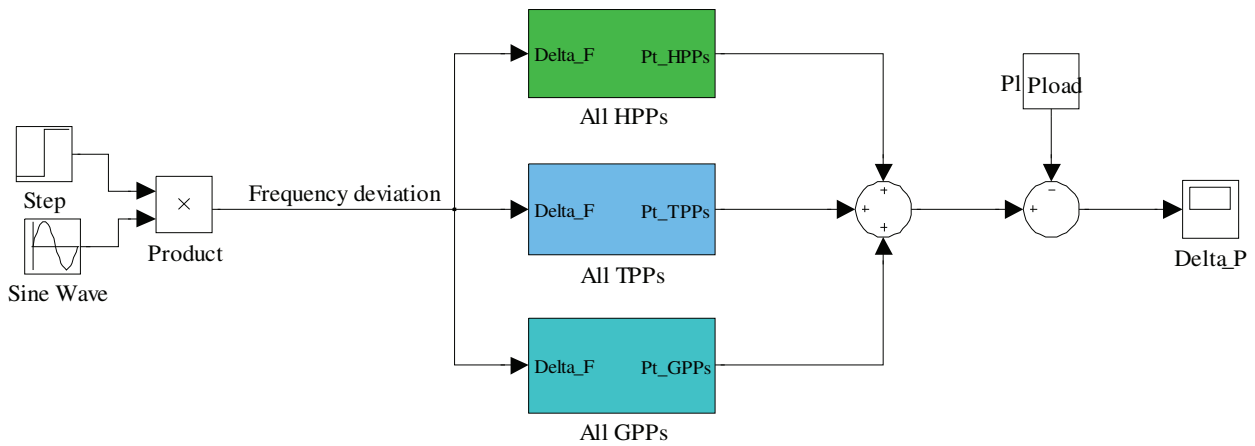 Delta_F
Pt_HPPs
All HPPs
Pl
Pload
Step
×
Product
Sine Wave
Frequency deviation
Delta_F
Pt_TPPs
All TPPs
+
+
+
−
+
Delta_P
Delta_F
Pt_GPPs
All GPPs